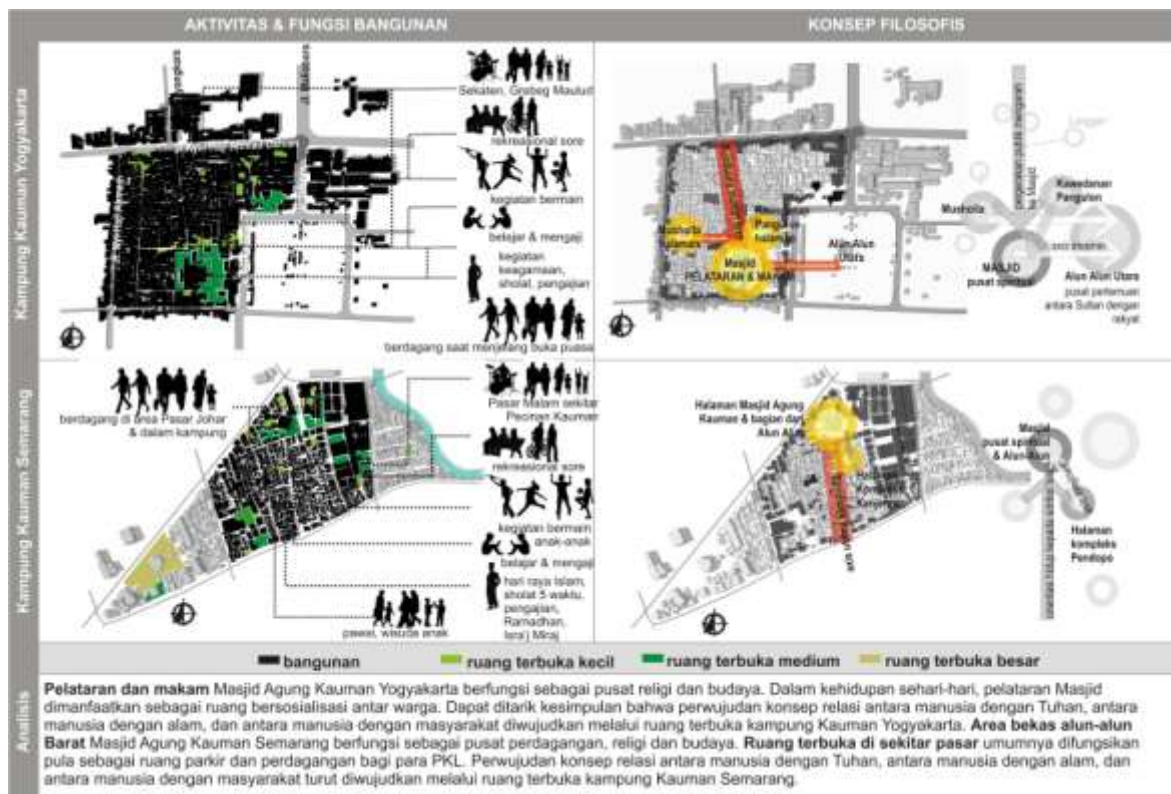 AKTIVITAS & FUNGSI BANGUNAN
KONSEP FILOSOFIS
Kampung Kaunan Yogyakarta
Sekaten, Grebeg Maulud
rekreasional sore
kegiatan bermain
belajar & mengaji
kegiatan
keagamaan,
sholat, pengajian
berdagang saat menjelang buka puasa
Musholla
halaman
Masjid
PELATARAN & MAKAM
Alun Alun
Utara
Musholla
Kawedanan
Pangulon
ke Masjid
MASJID
pusat spiritual
Alun Alun Utara
pusat pertemuan
antara Sultan dengan
rakyat
Kampung Kauman Semarang
berdagang di area Pasar Johar
& dalam kampung
Pasar Malam sekitar
Pecinan Kauman
rekreasional sore
kegiatan bermain
anak-anak
belajar & mengaji
hari raya Islam,
sholat 5 waktu,
pengajian,
Ramadhan,
Isra'j Miraj
pawai, wisuda anak
Halaman Masjid Agung
Kauman & bagian dari
Alun Alun
Masjid
pusat spiritual
& Alun-Alun
Halaman
kompleks
Pendopo
bangunan
ruang terbuka kecil
ruang terbuka medium
ruang terbuka besar
Analisis
Pelataran dan makam Masjid Agung Kauman Yogyakarta berfungsi sebagai pusat religi dan budaya. Dalam kehidupan sehari-hari, pelataran Masjid
dimanfaatkan sebagai ruang bersosialisasi antar warga. Dapat ditarik kesimpulan bahwa perwujudan konsep relasi antara manusia dengan Tuhan, antara
manusia dengan alam, dan antara manusia dengan masyarakat diwujudkan melalui ruang terbuka kampung Kauman Yogyakarta. Area bekas alun-alun
Barat Masjid Agung Kauman Semarang berfungsi sebagai pusat perdagangan, religi dan budaya. Ruang terbuka di sekitar pasar umumnya difungsikan
pula sebagai ruang parkir dan perdagangan bagi para PKL. Perwujudan konsep relasi antara manusia dengan Tuhan, antara manusia dengan alam, dan
antara manusia dengan masyarakat turut diwujudkan melalui ruang terbuka kampung Kauman Semarang.